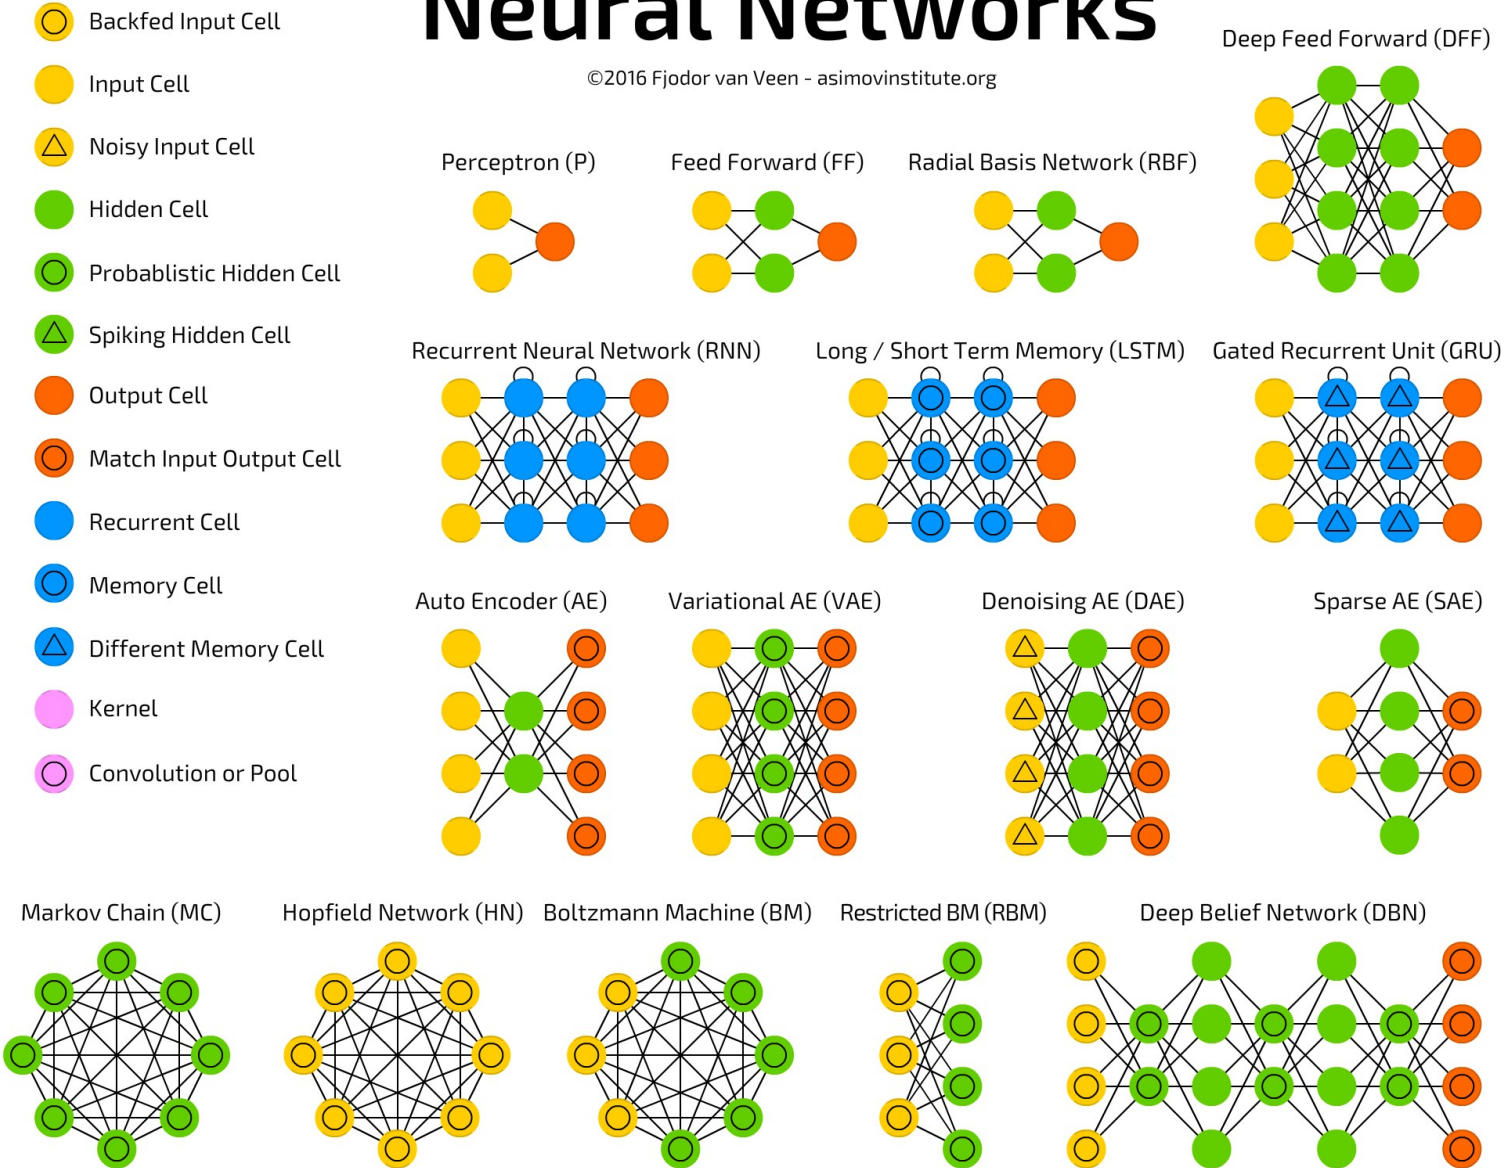 Neural Networks
©2016 Fjodor van Veen - asimovinstitute.org
Backfed Input Cell
Input Cell
Noisy Input Cell
Hidden Cell
Probablistic Hidden Cell
Spiking Hidden Cell
Output Cell
Match Input Output Cell
Recurrent Cell
Memory Cell
Different Memory Cell
Kernel
Convolution or Pool
Deep Feed Forward (DFF)
Perceptron (P)
Feed Forward (FF)
Radial Basis Network (RBF)
Recurrent Neural Network (RNN)
Long / Short Term Memory (LSTM)
Gated Recurrent Unit (GRU)
Auto Encoder (AE)
Variational AE (VAE)
Denoising AE (DAE)
Sparse AE (SAE)
Markov Chain (MC)
Hopfield Network (HN)
Boltzmann Machine (BM)
Restricted BM (RBM)
Deep Belief Network (DBN)